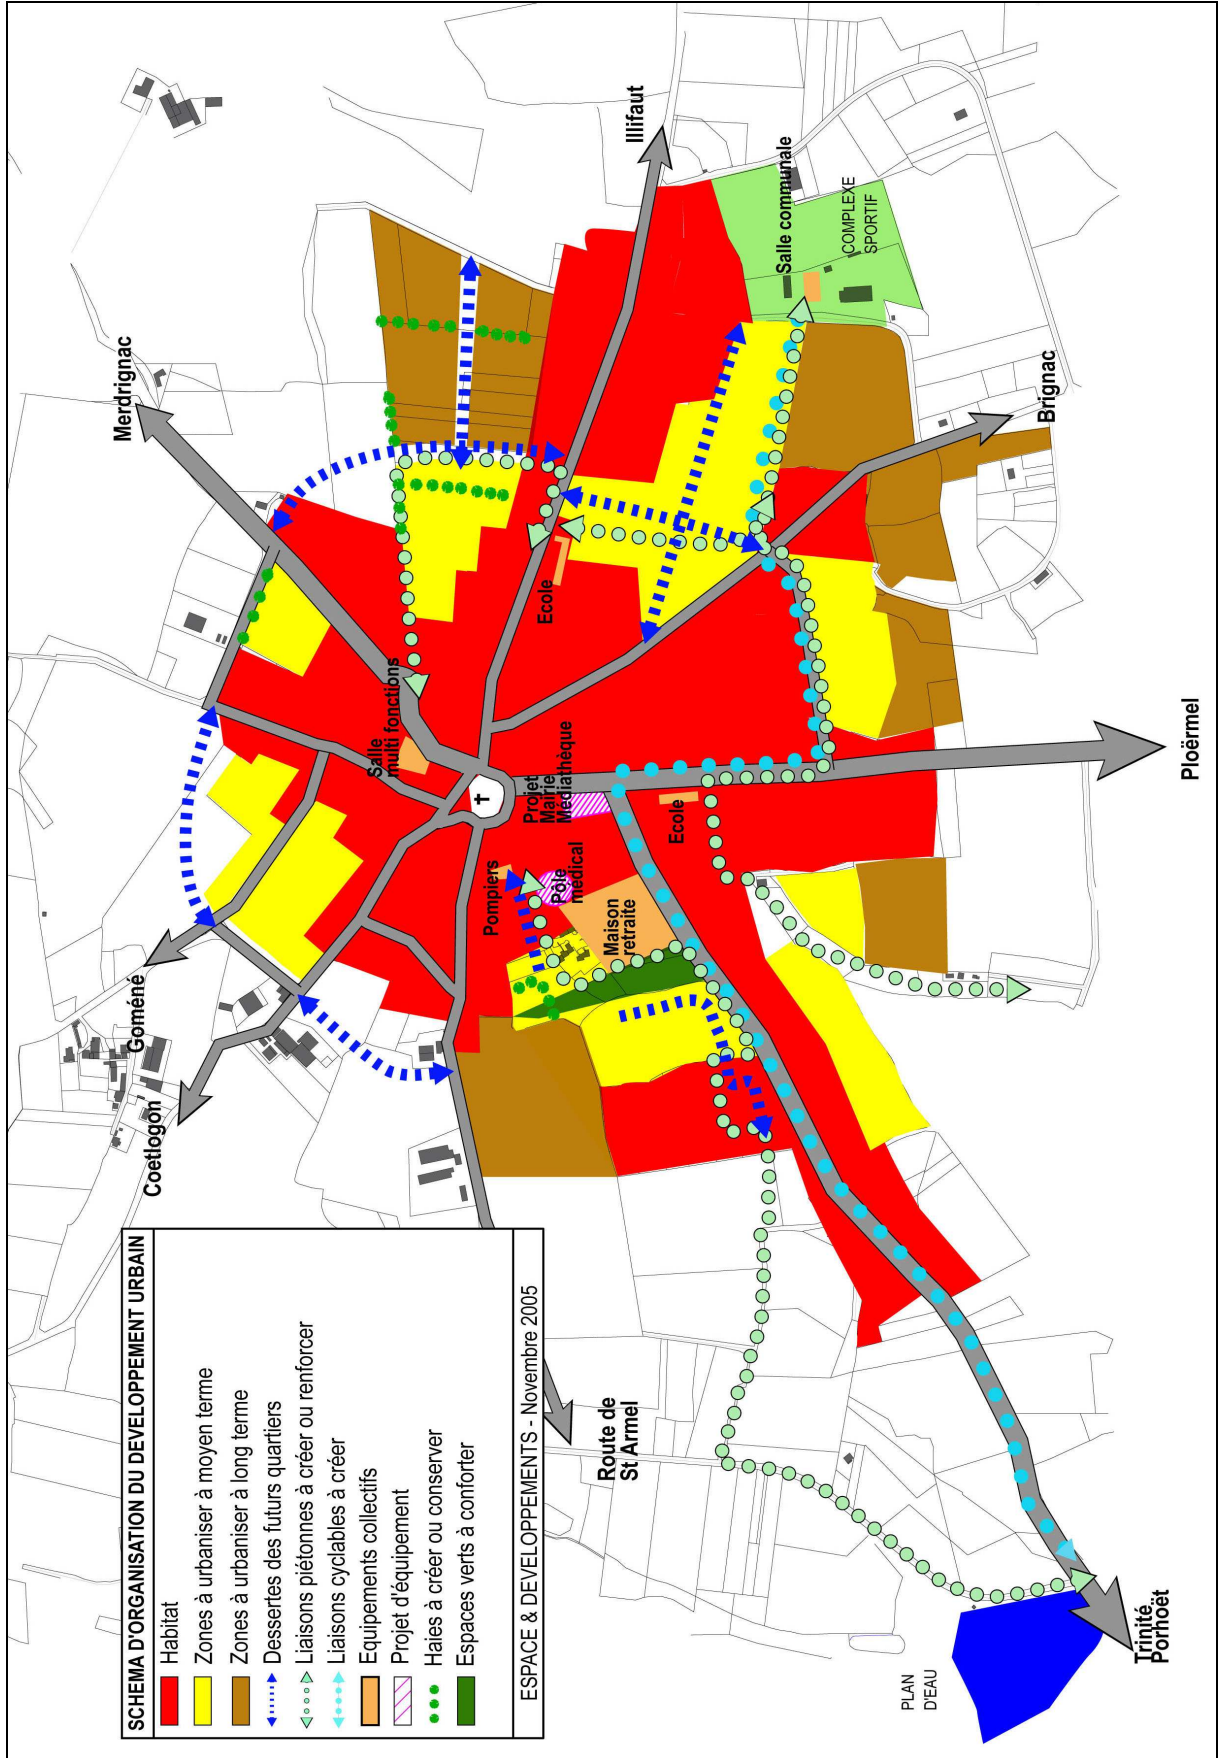 SCHEMA D'ORGANISATION DU DEVELOPPEMENT URBAIN
Habitat
Zones à urbaniser à moyen terme
Zones à urbaniser à long terme
Dessertes des futurs quartiers
Liaisons piétonnes à créer ou renforcer
Liaisons cyclables à créer
Equipements collectifs
Projet d'équipement
Haies à créer ou conserver
Espaces verts à conforter
ESPACE & DEVELOPPEMENTS - Novembre 2005
Coetlogon
Goméné
Merdrignac
Illifaut
Salle
multi fonctions
Ecole
Salle communale
COMPLEXE
SPORTIF
Pompiers
Projet
Mairie
Médiathèque
Pôle
médical
Maison
retraite
Ecole
Brignac
Route de
St Armel
Ploërmel
PLAN
D'EAU
Trinité
Porhoët